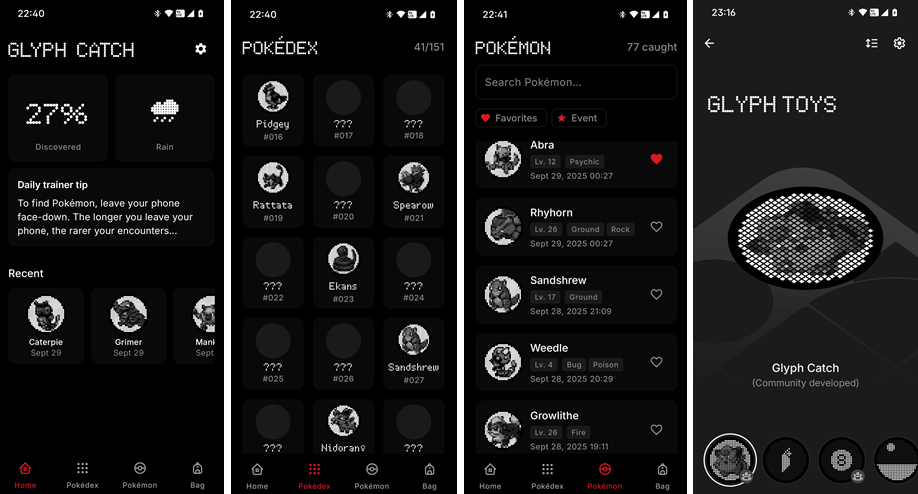 22:40
GLYPH CATCH
27%
Discovered
Rain
Daily trainer tip
To find Pokémon, leave your phone
face-down. The longer you leave your
phone, the rarer your encounters...
Recent
Caterpie
Sept 29
Grimer
Sept 29
Mank
Sept
Home
Pokédex
Pokémon
Bag
22:40
POKÉDEX
41/151
Pidgey
#016
???
#017
???
#018
Rattata
#019
???
#020
Spearow
#021
???
#022
Ekans
#023
???
#024
???
#025
???
#026
Sandshrew
#027
???
Nidoran♀
???
Home
Pokédex
Pokémon
Bag
22:41
POKÉMON
77 caught
Search Pokémon...
Favorites
Event
Abra
Lv. 12
Psychic
Sept 29, 2025 00:27
Rhyhorn
Lv. 26
Ground
Rock
Sept 29, 2025 00:27
Sandshrew
Lv. 17
Ground
Sept 28, 2025 21:09
Weedle
Lv. 4
Bug
Poison
Sept 28, 2025 20:29
Growlithe
Lv. 26
Fire
Sept 28, 2025 19:11
Home
Pokédex
Pokémon
Bag
23:16
GLYPH TOYS
Glyph Catch
(Community developed)
8